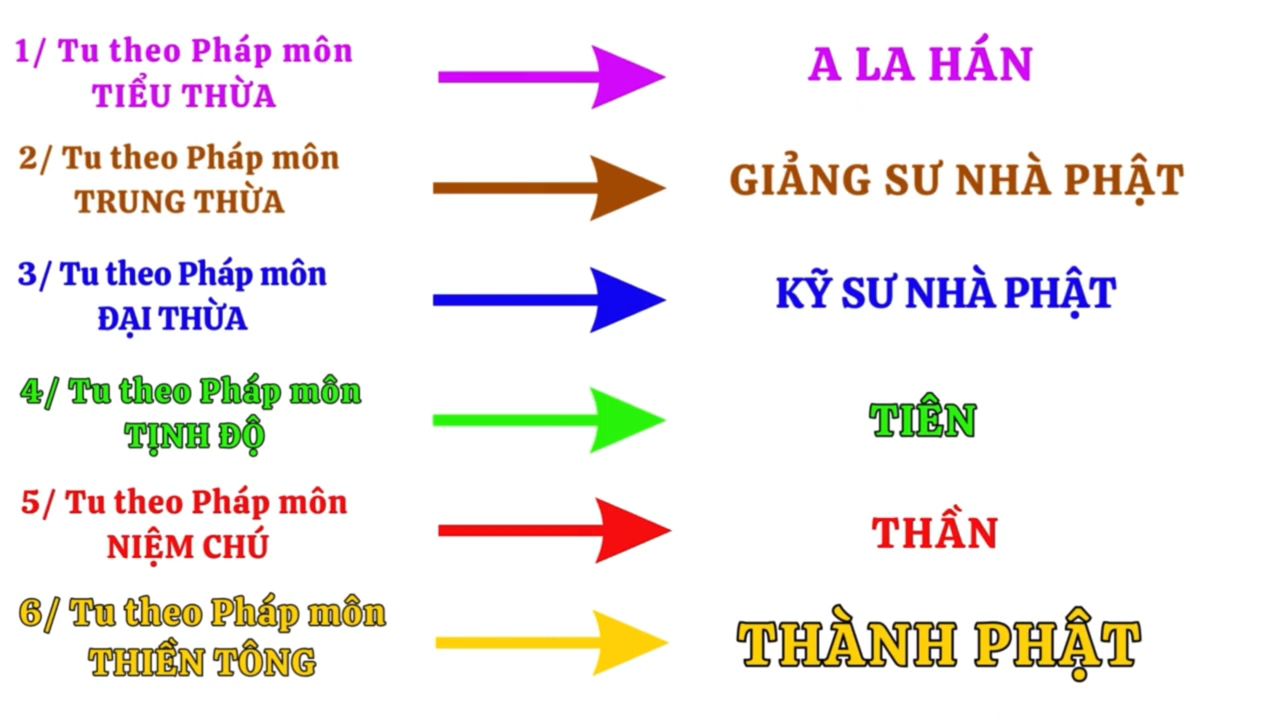 1/ Tu theo Pháp môn
TIỂU THỪA
A LA HÁN
2/ Tu theo Pháp môn
TRUNG THỪA
GIẢNG SƯ NHÀ PHẬT
3/ Tu theo Pháp môn
ĐẠI THỪA
KỸ SƯ NHÀ PHẬT
4/ Tu theo Pháp môn
TỊNH ĐỘ
TIÊN
5/ Tu theo Pháp môn
NIỆM CHÚ
THẦN
6/ Tu theo Pháp môn
THIỀN TÔNG
THÀNH PHẬT